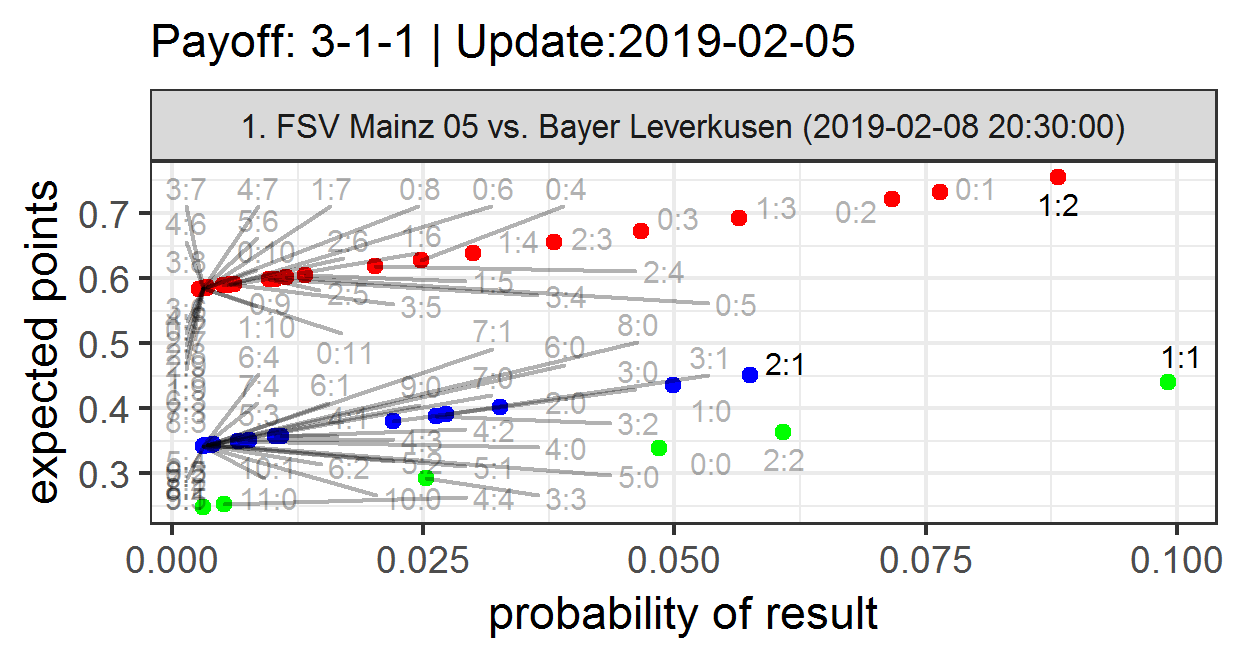 Payoff: 3-1-1 | Update:2019-02-05
1. FSV Mainz 05 vs. Bayer Leverkusen (2019-02-08 20:30:00)
expected points
0.7
0.6
0.5
0.4
0.3
3:7 4:7 1:7 0:8 0:6 0:4 0:1
4:6 5:6 0:3 1:3 0:2 1:2
3:8 0:10 2:6 1:6 1:4 2:3
2:4
0:9 2:5 3:5 1:5 3:4 0:5
1:10 0:11 7:1 8:0
6:4 6:0 3:1 2:1 1:1
7:4 6:1 9:0 7:0 3:0
5:3 4:1 2:0 1:0
4:3 4:2 3:2
4:0
10:1 6:2 5:2 5:1 5:0 0:0 2:2
11:0 10:0 4:4 3:3
0.000 0.025 0.050 0.075 0.100
probability of result